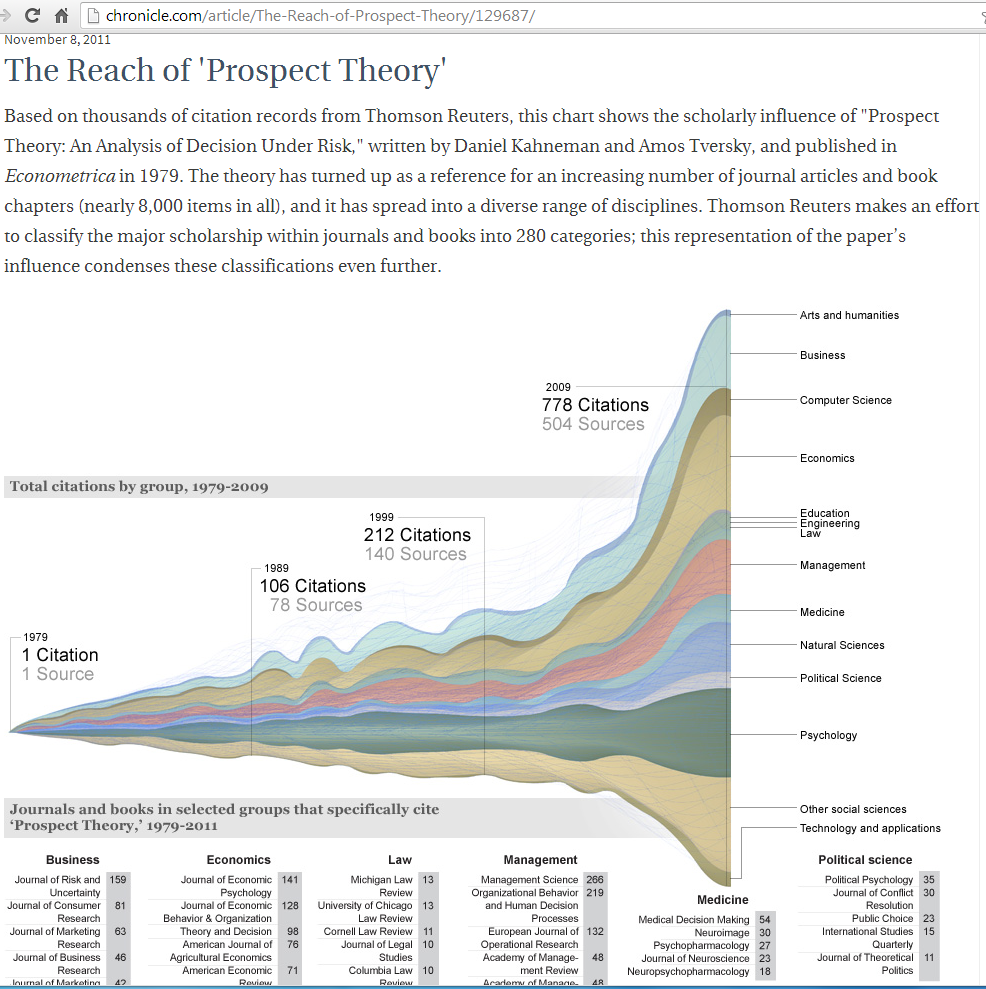 chronicle.com/article/The-Reach-of-Prospect-Theory/129687/
November 8, 2011
The Reach of 'Prospect Theory'
Based on thousands of citation records from Thomson Reuters, this chart shows the scholarly influence of "Prospect
Theory: An Analysis of Decision Under Risk," written by Daniel Kahneman and Amos Tversky, and published in
Econometrica in 1979. The theory has turned up as a reference for an increasing number of journal articles and book
chapters (nearly 8,000 items in all), and it has spread into a diverse range of disciplines. Thomson Reuters makes an effort
to classify the major scholarship within journals and books into 280 categories; this representation of the paper's
influence condenses these classifications even further.
Arts and humanities
Business
Computer Science
Economics
Education
Engineering
Law
Management
Medicine
Natural Sciences
Political Science
Psychology
Other social sciences
Technology and applications
2009
778 Citations
504 Sources
Total citations by group, 1979-2009
1999
212 Citations
140 Sources
1989
106 Citations
78 Sources
1979
1 Citation
1 Source
Journals and books in selected groups that specifically cite
‘Prospect Theory,’ 1979-2011
Business
Journal of Risk and 159
Uncertainty
Journal of Consumer 81
Research
Journal of Marketing 63
Research
Journal of Business 46
Research
Journal of Marketing 42
Economics
Journal of Economic 141
Psychology
Journal of Economic 128
Behavior & Organization
Theory and Decision 98
American Journal of 76
Agricultural Economics
American Economic 71
Review
Law
Michigan Law 13
Review
University of Chicago 13
Law Review
Cornell Law Review 11
Journal of Legal 10
Studies
Columbia Law 10
Review
Management
Management Science 266
Organizational Behavior 219
and Human Decision
Processes
European Journal of 132
Operational Research
Academy of Manage- 48
ment Review
Academy of Manage- 48
Medicine
Medical Decision Making 54
Neuroimage 30
Psychopharmacology 27
Journal of Neuroscience 23
Neuropsychopharmacology 18
Political science
Political Psychology 35
Journal of Conflict 30
Resolution
Public Choice 23
International Studies 15
Quarterly
Journal of Theoretical 11
Politics